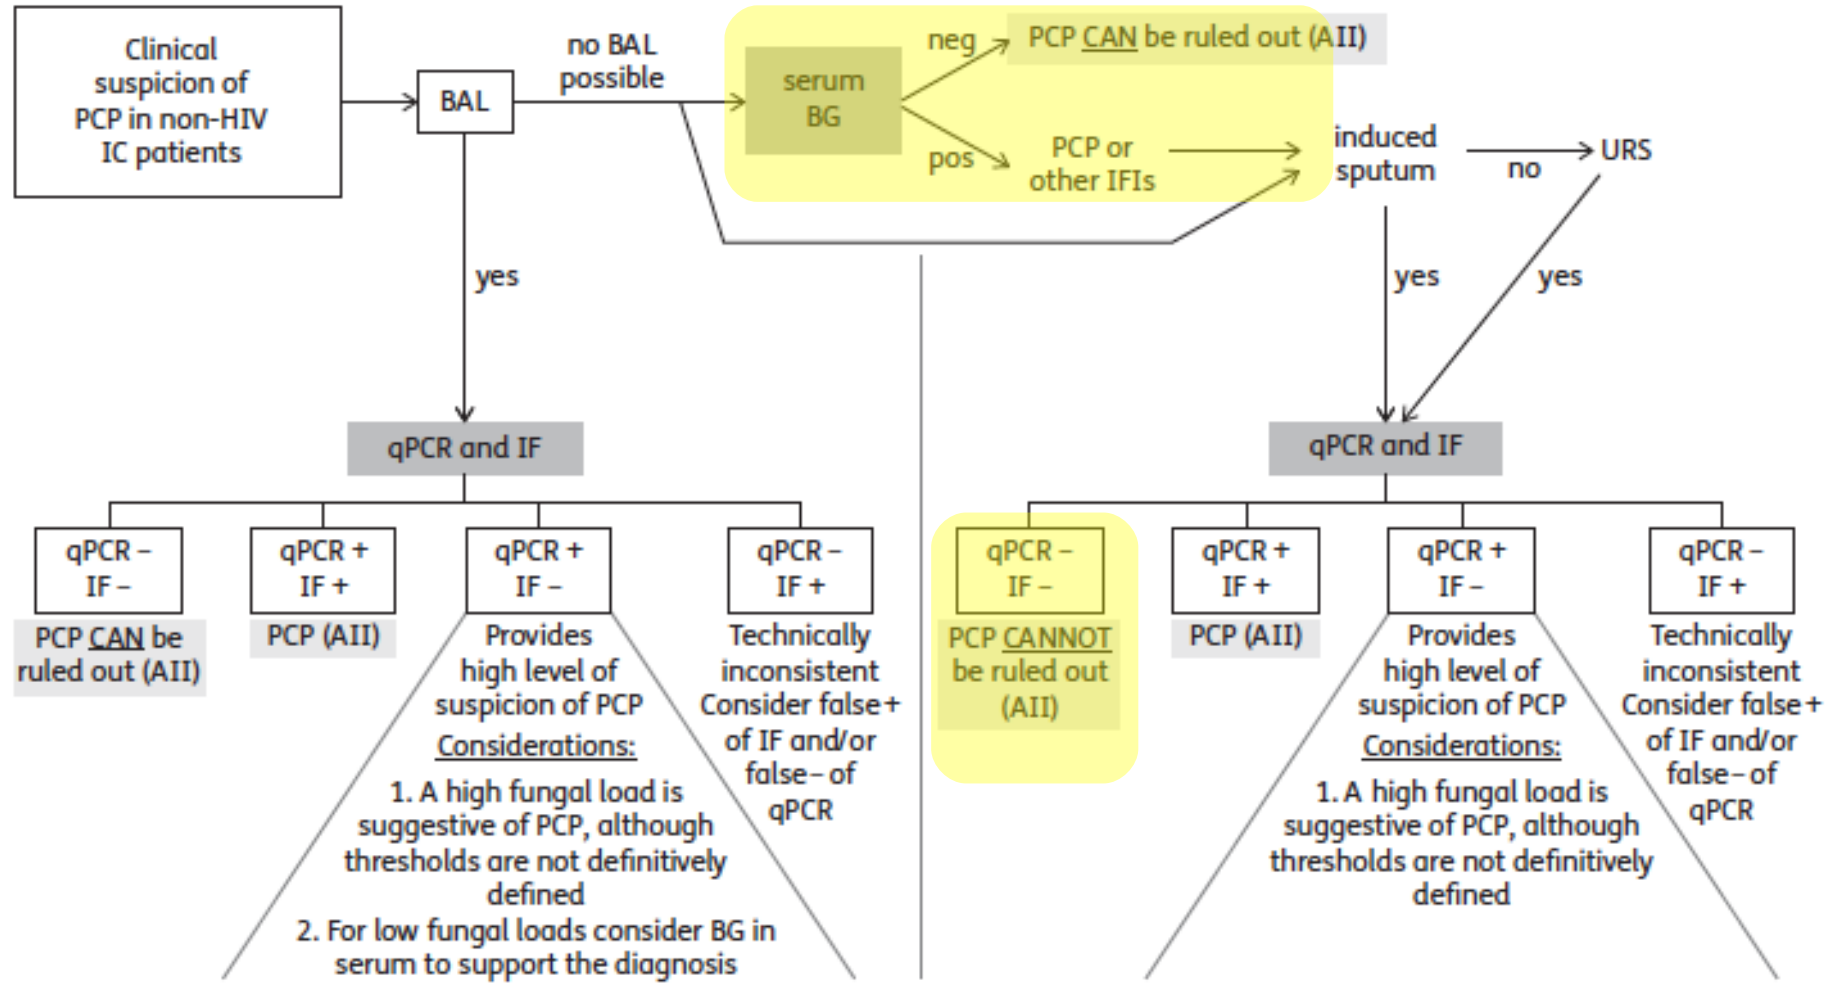 Clinical
suspicion of
PCP in non-HIV
IC patients
BAL
no BAL
possible
serum
BG
neg
PCP CAN be ruled out (AII)
pos
PCP or
other IFIs
induced
sputum
no
URS
yes
yes
yes
qPCR and IF
qPCR –
IF –
PCP CAN be
ruled out (AII)
qPCR +
IF +
PCP (AII)
qPCR +
IF –
Provides
high level of
suspicion of PCP
Considerations:
1. A high fungal load is
suggestive of PCP, although
thresholds are not definitively
defined
2. For low fungal loads consider BG in
serum to support the diagnosis
qPCR –
IF +
Technically
inconsistent
Consider false+
of IF and/or
false– of
qPCR
qPCR and IF
qPCR –
IF –
PCP CANNOT
be ruled out
(AII)
qPCR +
IF +
PCP (AII)
qPCR +
IF –
Provides
high level of
suspicion of PCP
Considerations:
1. A high fungal load is
suggestive of PCP, although
thresholds are not definitively
defined
qPCR –
IF +
Technically
inconsistent
Consider false+
of IF and/or
false– of
qPCR